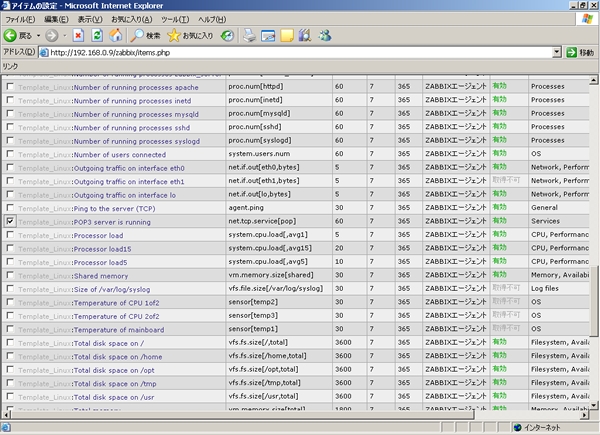 アイテムの設定 - Microsoft Internet Explorer
ファイル(F) 編集(E) 表示(V) お気に入り(A) ツール(T) ヘルプ(H)
戻る 検索 お気に入り
アドレス(D) http://192.168.0.9/zabbix/items.php 移動
リンク
Template_Linux:Number of running processes zabbix_server
Template_Linux:Number of running processes apache proc.num[httpd] 60 7 365 ZABBIXエージェント 有効 Processes
Template_Linux:Number of running processes inetd proc.num[inetd] 60 7 365 ZABBIXエージェント 有効 Processes
Template_Linux:Number of running processes mysqld proc.num[mysqld] 60 7 365 ZABBIXエージェント 有効 Processes
Template_Linux:Number of running processes sshd proc.num[sshd] 60 7 365 ZABBIXエージェント 有効 Processes
Template_Linux:Number of running processes syslogd proc.num[syslogd] 60 7 365 ZABBIXエージェント 有効 Processes
Template_Linux:Number of users connected system.users.num 60 7 365 ZABBIXエージェント 有効 OS
Template_Linux:Outgoing traffic on interface eth0 net.if.out[eth0,bytes] 5 7 365 ZABBIXエージェント 有効 Network, Perform
Template_Linux:Outgoing traffic on interface eth1 net.if.out[eth1,bytes] 5 7 365 ZABBIXエージェント 取得不可 Network, Perform
Template_Linux:Outgoing traffic on interface lo net.if.out[lo,bytes] 5 7 365 ZABBIXエージェント 有効 Network, Perform
Template_Linux:Ping to the server (TCP) agent.ping 30 7 365 ZABBIXエージェント 有効 General
Template_Linux:POP3 server is running net.tcp.service[pop] 60 7 365 ZABBIXエージェント 有効 Services
Template_Linux:Processor load system.cpu.load[,avg1] 5 7 365 ZABBIXエージェント 有効 CPU, Performanc
Template_Linux:Processor load15 system.cpu.load[,avg15] 20 7 365 ZABBIXエージェント 有効 CPU, Performanc
Template_Linux:Processor load5 system.cpu.load[,avg5] 10 7 365 ZABBIXエージェント 有効 CPU, Performanc
Template_Linux:Shared memory vm.memory.size[shared] 30 7 365 ZABBIXエージェント 有効 Memory, Availabi
Template_Linux:Size of /var/log/syslog vfs.file.size[/var/log/syslog] 30 7 365 ZABBIXエージェント 取得不可 Log files
Template_Linux:Temperature of CPU 1of2 sensor[temp2] 30 7 365 ZABBIXエージェント 取得不可 OS
Template_Linux:Temperature of CPU 2of2 sensor[temp3] 30 7 365 ZABBIXエージェント 取得不可 OS
Template_Linux:Temperature of mainboard sensor[temp1] 30 7 365 ZABBIXエージェント 取得不可 OS
Template_Linux:Total disk space on / vfs.fs.size[/,total] 3600 7 365 ZABBIXエージェント 有効 Filesystem, Availa
Template_Linux:Total disk space on /home vfs.fs.size[/home,total] 3600 7 365 ZABBIXエージェント 有効 Filesystem, Availa
Template_Linux:Total disk space on /opt vfs.fs.size[/opt,total] 3600 7 365 ZABBIXエージェント 有効 Filesystem, Availa
Template_Linux:Total disk space on /tmp vfs.fs.size[/tmp,total] 3600 7 365 ZABBIXエージェント 有効 Filesystem, Availa
Template_Linux:Total disk space on /usr vfs.fs.size[/usr,total] 3600 7 365 ZABBIXエージェント 有効 Filesystem, Availa
Template_Linux:Total memory vm.memory.size[total] 1800 7 365 ZABBIXエージェント 有効 Memory, Availabi
インターネット